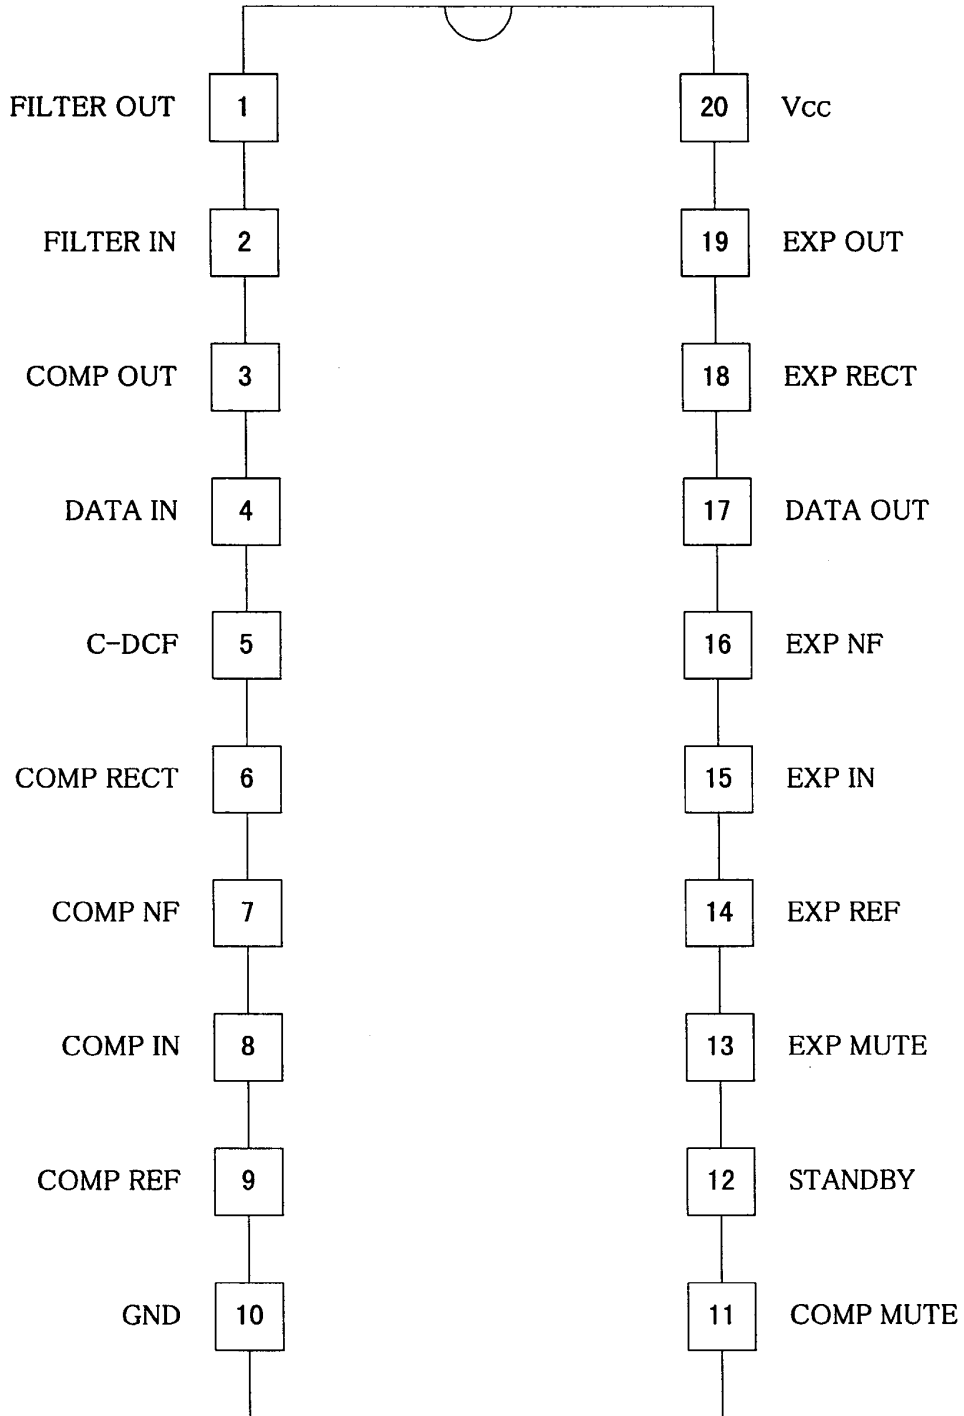 FILTER OUT 1 20 Vcc
FILTER IN 2 19 EXP OUT
COMP OUT 3 18 EXP RECT
DATA IN 4 17 DATA OUT
C-DCF 5 16 EXP NF
COMP RECT 6 15 EXP IN
COMP NF 7 14 EXP REF
COMP IN 8 13 EXP MUTE
COMP REF 9 12 STANDBY
GND 10 11 COMP MUTE